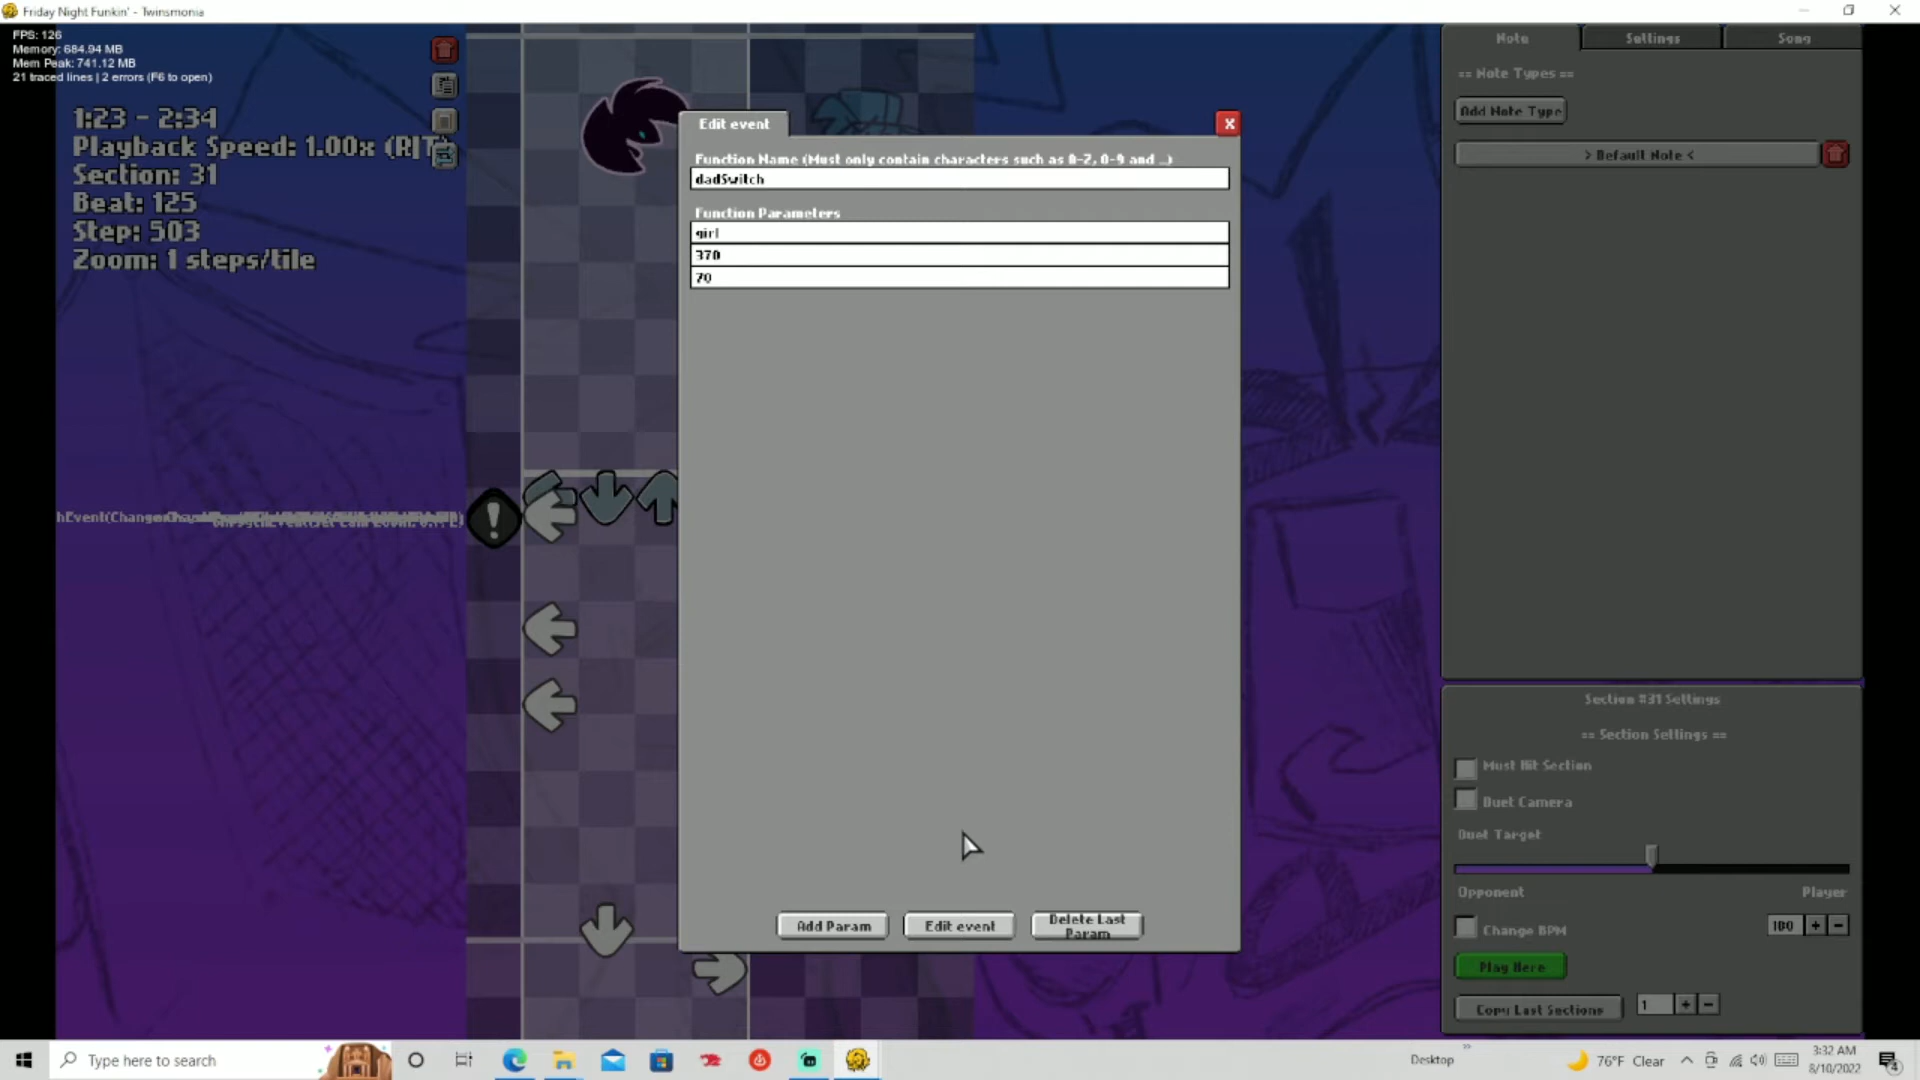 Friday Night Funkin' - Twinsmonia
FPS: 126
Memory: 684.94 MB
Mem Peak: 741.12 MB
21 traced lines | 2 errors (F6 to open)
1:23 - 2:34
Playback Speed: 1.00x
Section: 31
Beat: 125
Step: 503
Zoom: 1 steps/tile
Edit event
X
Function Name (Must only contain characters such as A-Z, 0-9 and _)
dadSwitch
Function Parameters
girl
370
70
Add Param
Edit event
Delete Last Param
Note
Settings
Song
== Note Types ==
Add Note Type
> Default Note <
Section #31 Settings
== Section Settings ==
Must Hit Section
Duet Camera
Duet Target
Opponent
Player
Change BPM
180
+
-
Play Here
Copy Last Sections
1
+
-
Type here to search
Desktop
76°F Clear
3:32 AM
8/10/2022
4